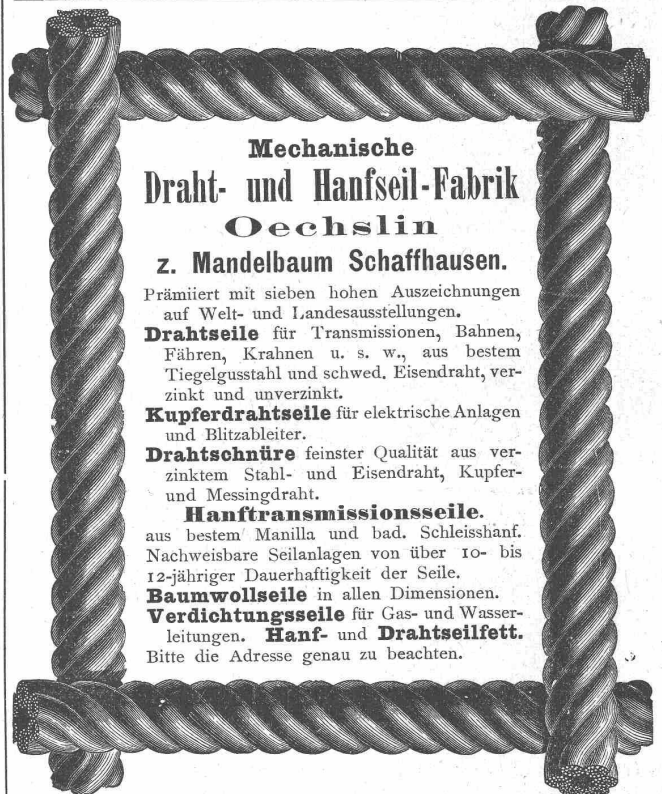 Mechanische
Draht- und Hanfseil-Fabrik
Oechslin
z. Mandelbaum Schaffhausen.
Prämiiert mit sieben hohen Auszeichnungen
auf Welt- und Landesausstellungen.
Drahtseile für Transmissionen, Bahnen,
Fähren, Krahnen u. s. w., aus bestem
Tiegelgusstahl und schwed. Eisendraht, ver-
zinkt und unverzinkt.
Kupferdrahtseile für elektrische Anlagen
und Blitzableiter.
Drahtschnüre feinster Qualität aus ver-
zinktem Stahl- und Eisendraht, Kupfer-
und Messingdraht.
Hanftransmissionsseile.
aus bestem Manilla und bad. Schleisshanf.
Nachweisbare Seilanlagen von über 10- bis
12-jähriger Dauerhaftigkeit der Seile.
Baumwollseile in allen Dimensionen.
Verdichtungsseile für Gas- und Wasser-
leitungen. Hanf- und Drahtseilfett.
Bitte die Adresse genau zu beachten.